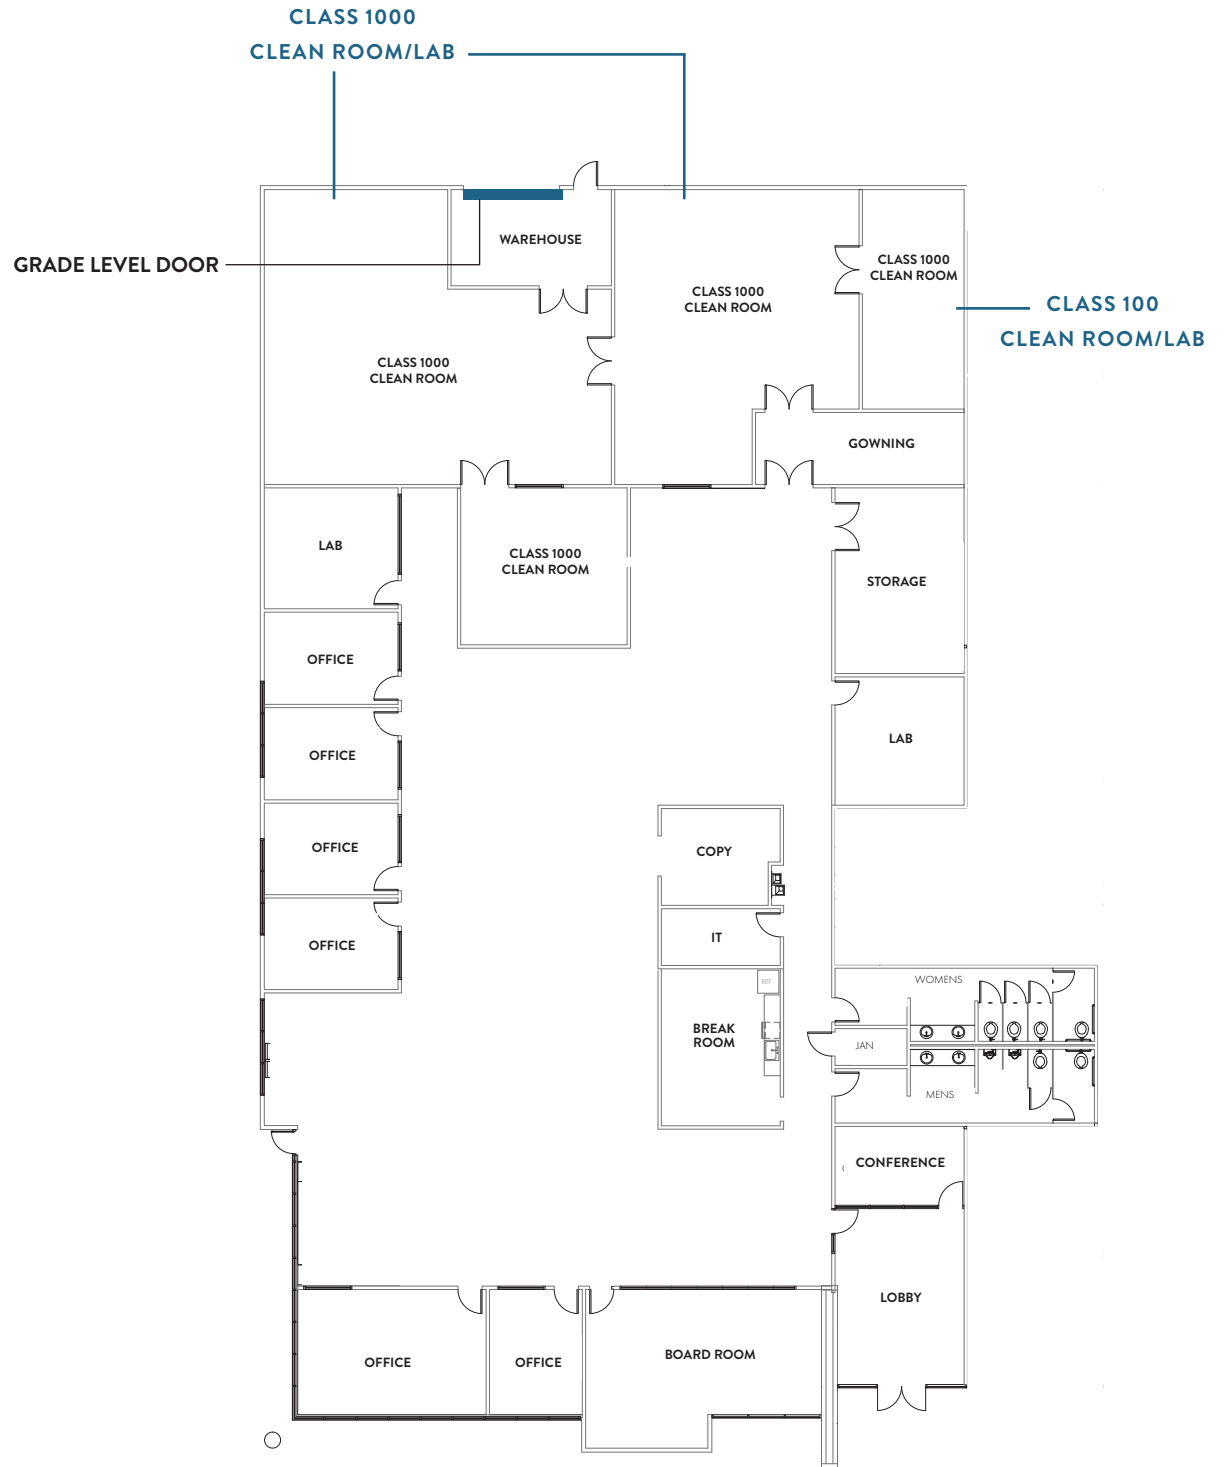 CLASS 1000
CLEAN ROOM/LAB
WAREHOUSE
GRADE LEVEL DOOR
CLASS 1000
CLEAN ROOM
CLASS 1000
CLEAN ROOM
CLASS 100
CLEAN ROOM/LAB
CLASS 1000
CLEAN ROOM
GOWNING
LAB
CLASS 1000
CLEAN ROOM
STORAGE
OFFICE
LAB
OFFICE
OFFICE
COPY
OFFICE
IT
WOMENS
REF
BREAK
ROOM
JAN
MENS
CONFERENCE
LOBBY
OFFICE
OFFICE
BOARD ROOM